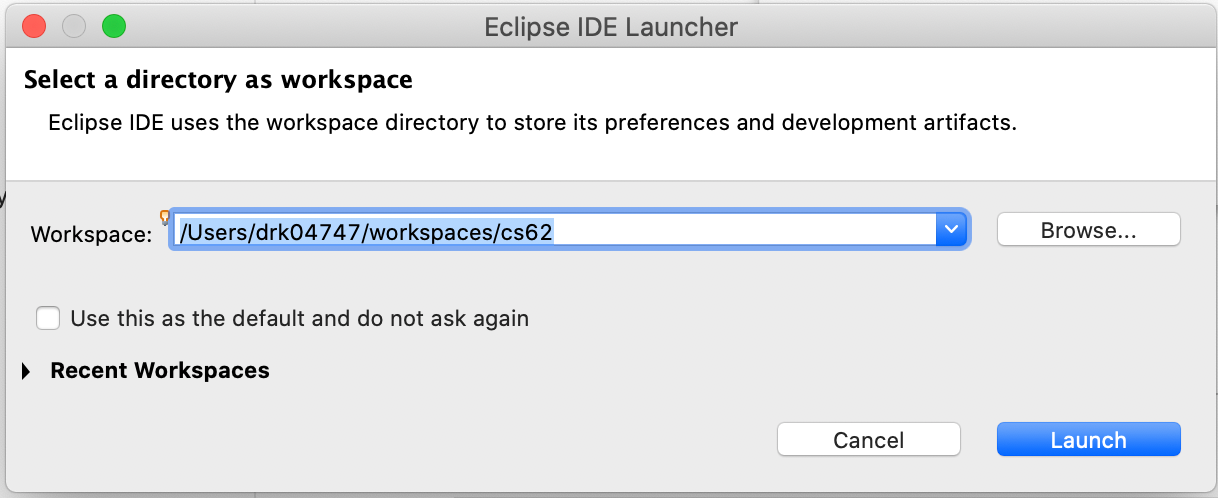 Eclipse IDE Launcher
Select a directory as workspace
Eclipse IDE uses the workspace directory to store its preferences and development artifacts.
Workspace: /Users/drk04747/workspaces/cs62 Browse...
Use this as the default and do not ask again
Recent Workspaces
Cancel Launch